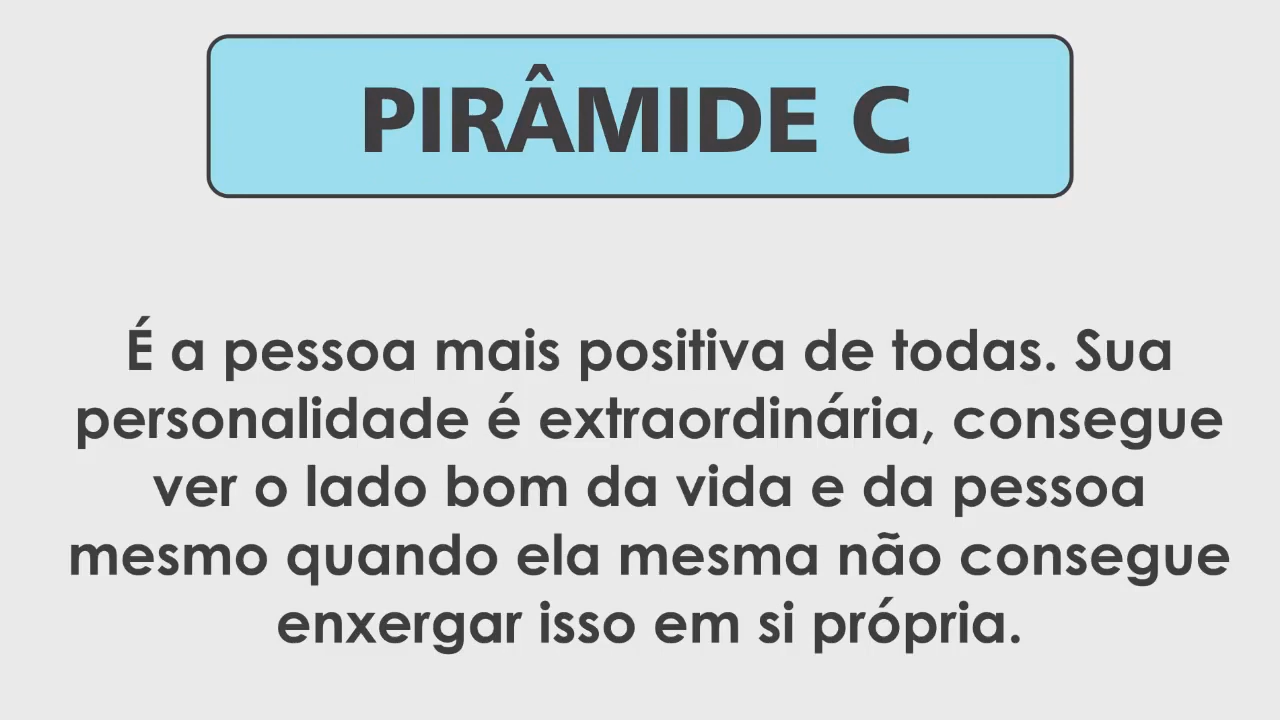 PIRÂMIDE C
É a pessoa mais positiva de todas. Sua
personalidade é extraordinária, consegue
ver o lado bom da vida e da pessoa
mesmo quando ela mesma não consegue
enxergar isso em si própria.